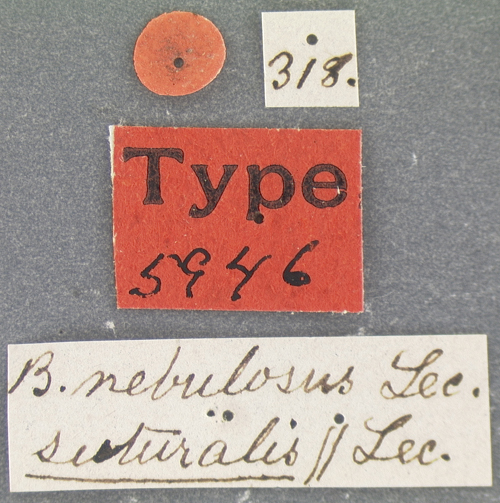 318.
Type
5946
B. nebulosus Lec.
suturalis || Lec.